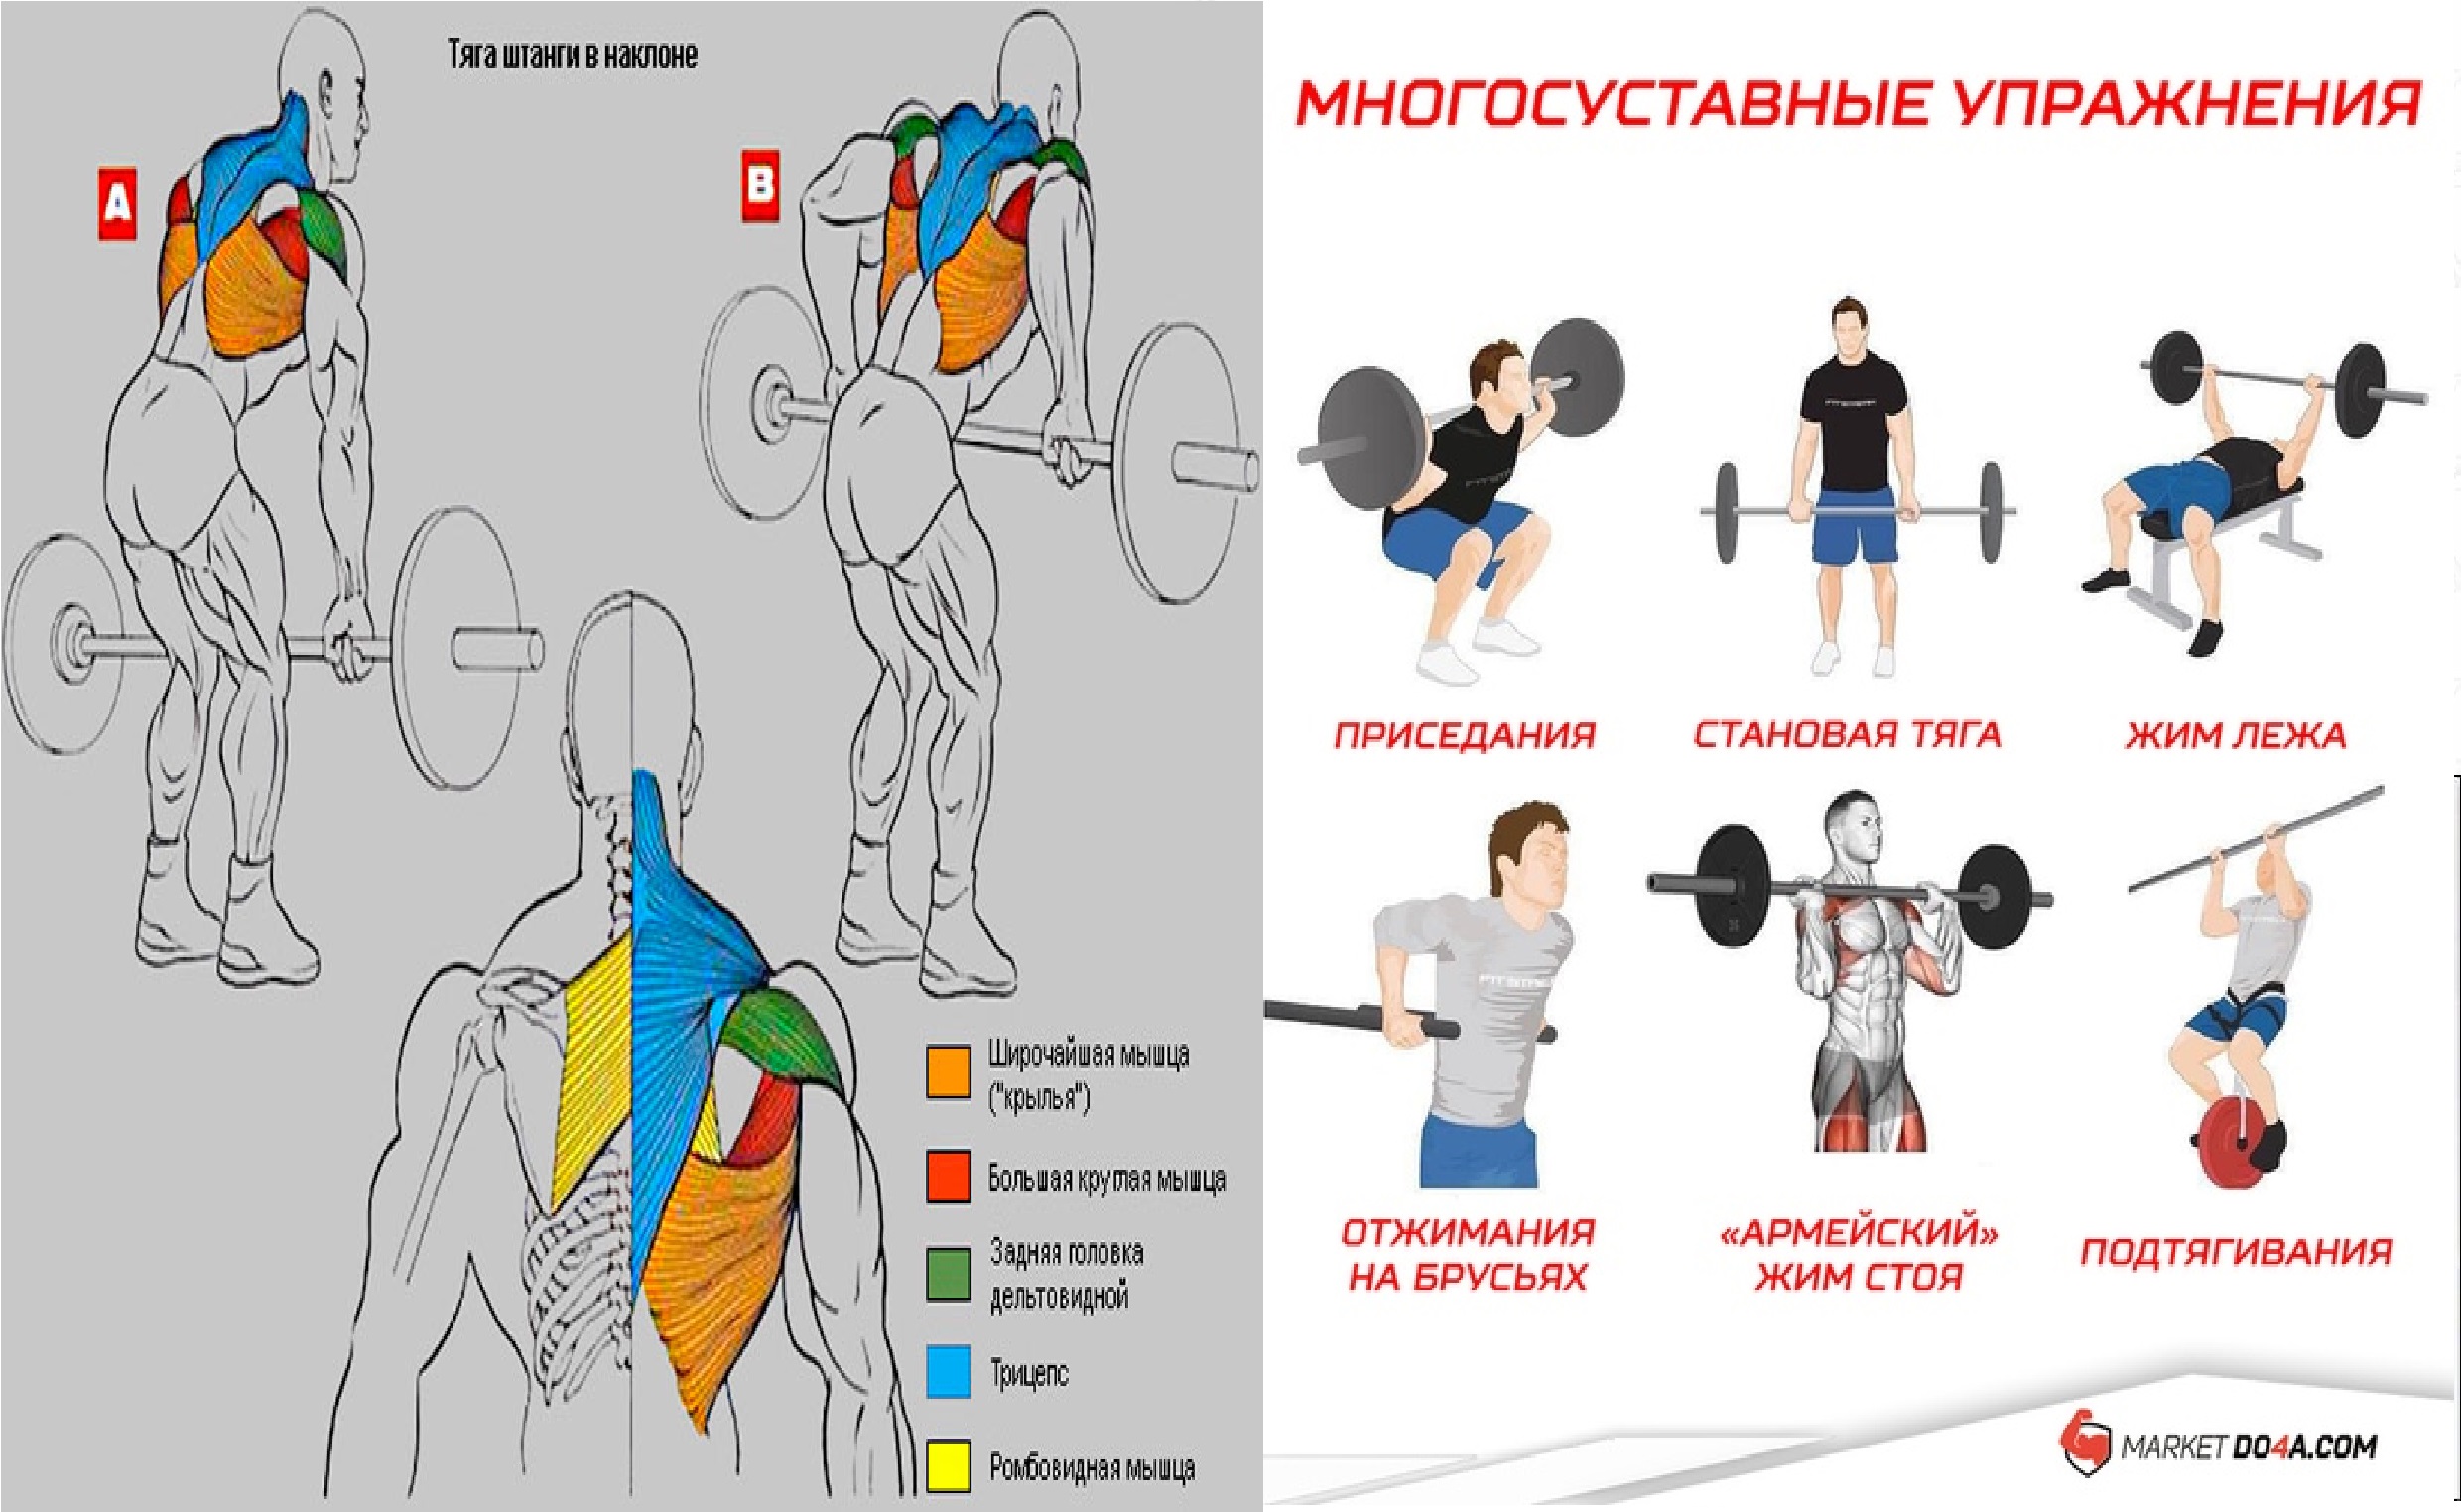 Тяга штанги в наклоне
A
B
Широчайшая мышца
("крылья")
Большая круглая мышца
Задняя головка
дельтовидной
Трицепс
Ромбовидная мышца
МНОГОСУСТАВНЫЕ УПРАЖНЕНИЯ
ПРИСЕДАНИЯ
СТАНОВАЯ ТЯГА
ЖИМ ЛЕЖА
ОТЖИМАНИЯ
НА БРУСЬЯХ
«АРМЕЙСКИЙ»
ЖИМ СТОЯ
ПОДТЯГИВАНИЯ
MARKET DO4A.COM